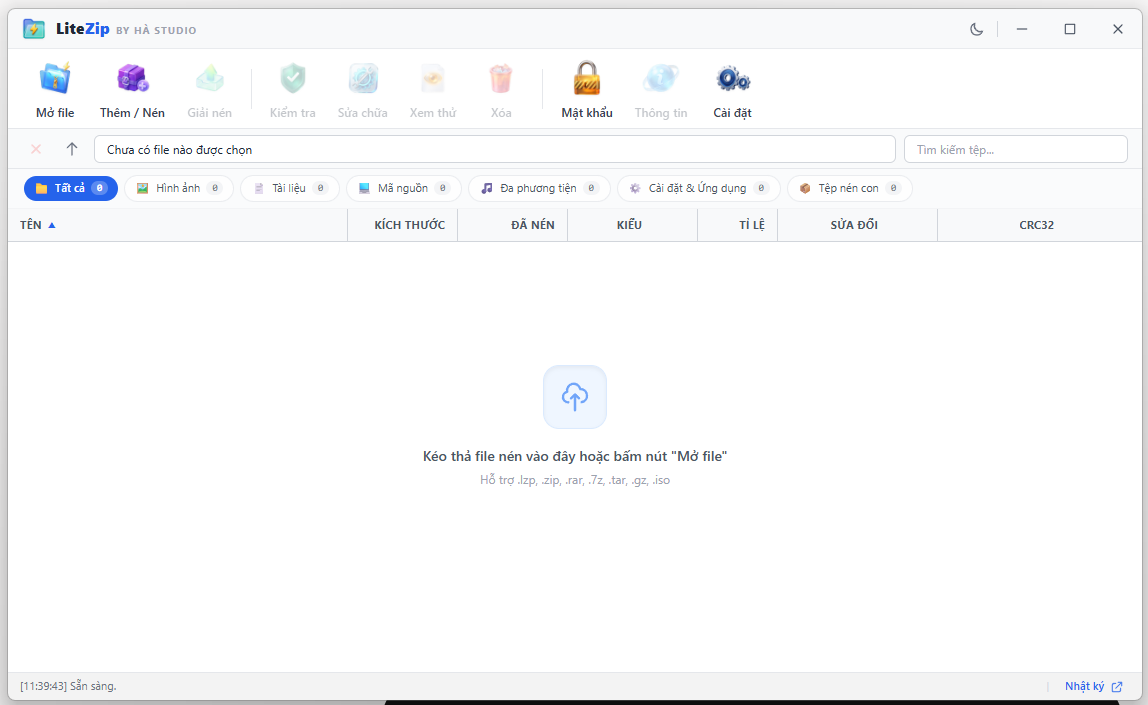 LiteZip BY HÀ STUDIO
Mở file Thêm / Nén Giải nén Kiểm tra Sửa chữa Xem thử Xóa Mật khẩu Thông tin Cài đặt
Chưa có file nào được chọn Tìm kiếm tệp...
Tất cả 0 Hình ảnh 0 Tài liệu 0 Mã nguồn 0 Đa phương tiện 0 Cài đặt & Ứng dụng 0 Tệp nén con 0
TÊN KÍCH THƯỚC ĐÃ NÉN KIỂU TỈ LỆ SỬA ĐỔI CRC32
Kéo thả file nén vào đây hoặc bấm nút "Mở file"
Hỗ trợ .lzp, .zip, .rar, .7z, .tar, .gz, .iso
[11:39:43] Sẵn sàng. Nhật ký